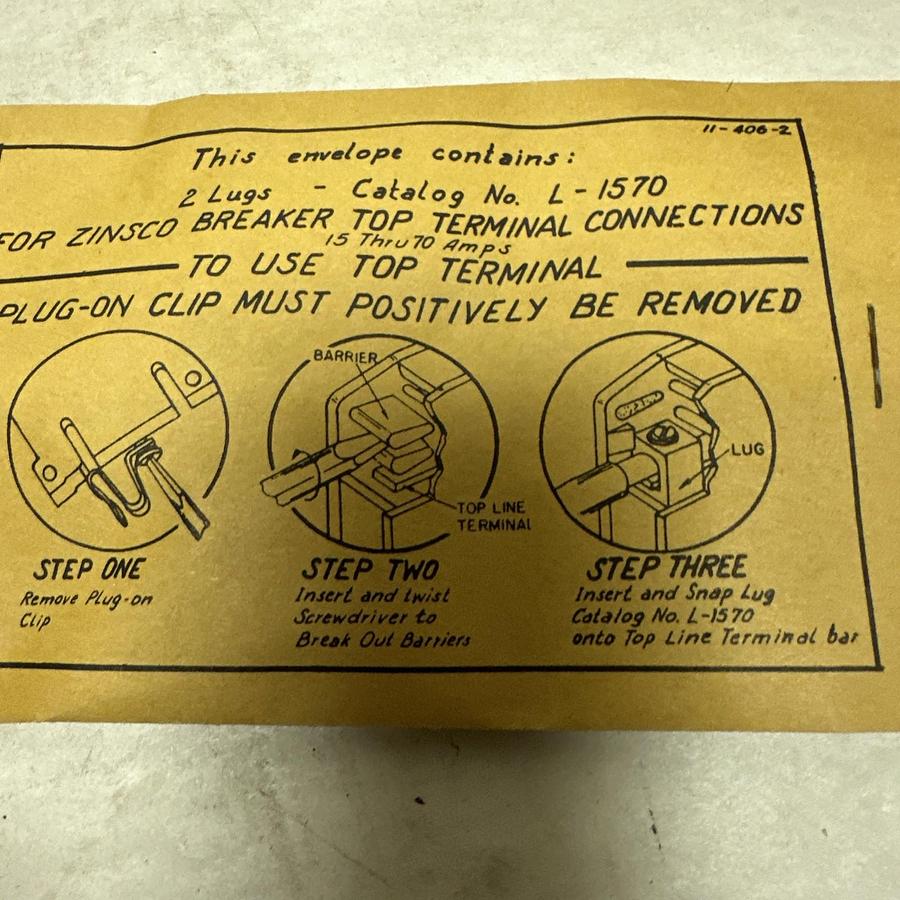 11-406-2
This envelope contains:
2 Lugs - Catalog No. L-1570
FOR ZINSCO BREAKER TOP TERMINAL CONNECTIONS
15 Thru 70 Amps
TO USE TOP TERMINAL
PLUG-ON CLIP MUST POSITIVELY BE REMOVED
BARRIER
TOP LINE
TERMINAL
LUG
STEP ONE
Remove Plug-on
Clip
STEP TWO
Insert and twist
Screwdriver to
Break Out Barriers
STEP THREE
Insert and Snap Lug
Catalog No. L-1570
onto Top Line Terminal bar